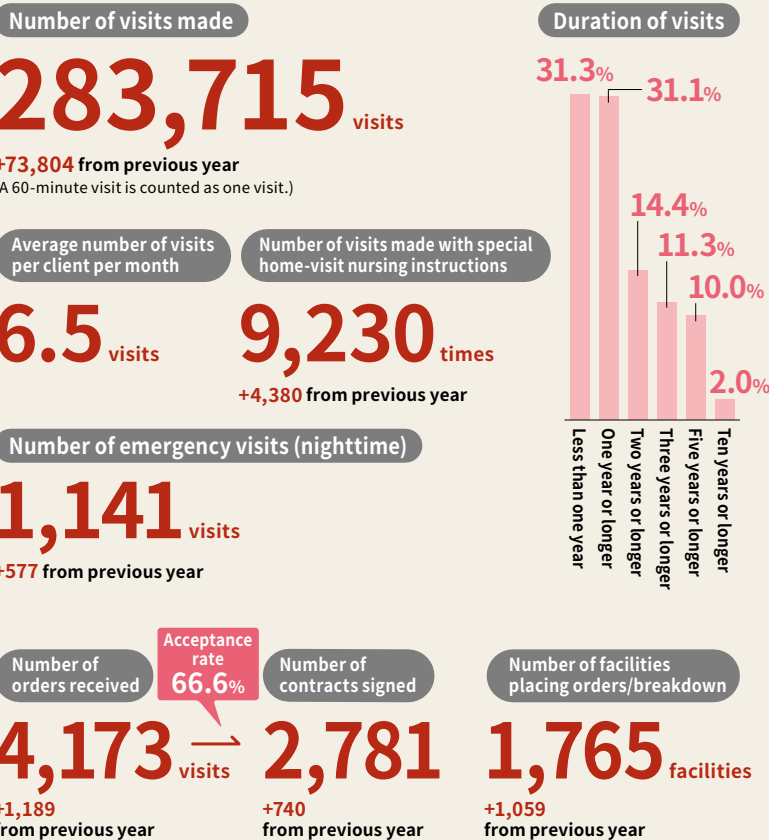 Number of visits made
283,715 visits
+73,804 from previous year
(A 60-minute visit is counted as one visit.)
Average number of visits
per client per month
6.5 visits
Number of visits made with special
home-visit nursing instructions
9,230 times
+4,380 from previous year
Number of emergency visits (nighttime)
1,141 visits
+577 from previous year
Duration of visits
31.3%
31.1%
14.4%
11.3%
10.0%
2.0%
Less than one year
One year or longer
Two years or longer
Three years or longer
Five years or longer
Ten years or longer
Number of
orders received
4,173 visits
+1,189
from previous year
Acceptance
rate
66.6%
Number of
contracts signed
2,781
+740
from previous year
Number of facilities
placing orders/breakdown
1,765 facilities
+1,059
from previous year